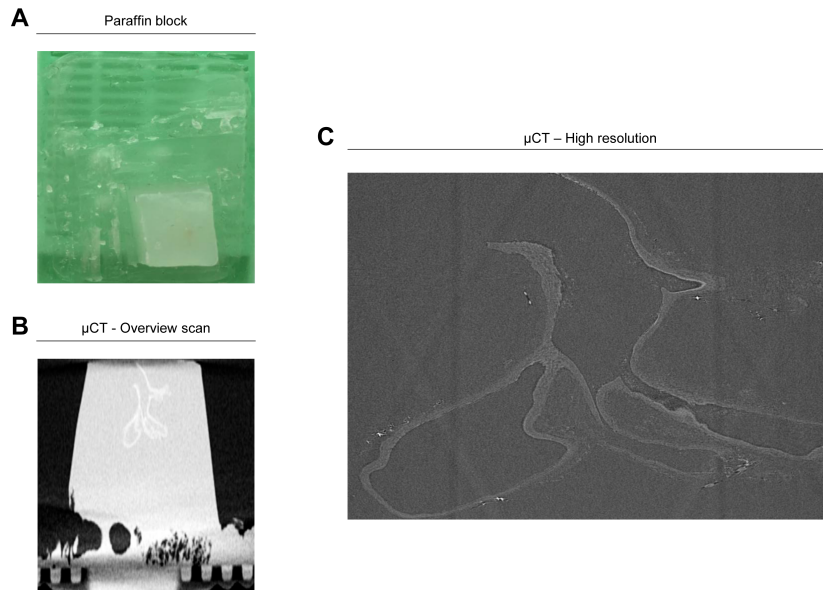 A
Paraffin block
B
µCT - Overview scan
C
µCT – High resolution